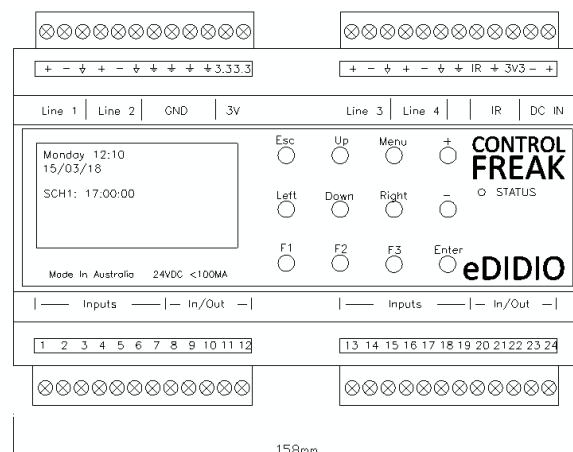 + - + - 3.33.3
+ - + - IR 3V3 - +
Line 1 Line 2 GND 3V
Line 3 Line 4 IR DC IN
Monday 12:10
15/03/18
SCH1: 17:00:00
Esc Up Menu +
Left Down Right -
F1 F2 F3 Enter
CONTROL
FREAK
STATUS
eDIDIO
Made In Australia 24VDC <100MA
Inputs In/Out
Inputs In/Out
1 2 3 4 5 6 7 8 9 10 11 12
13 14 15 16 17 18 19 20 21 22 23 24
158mm